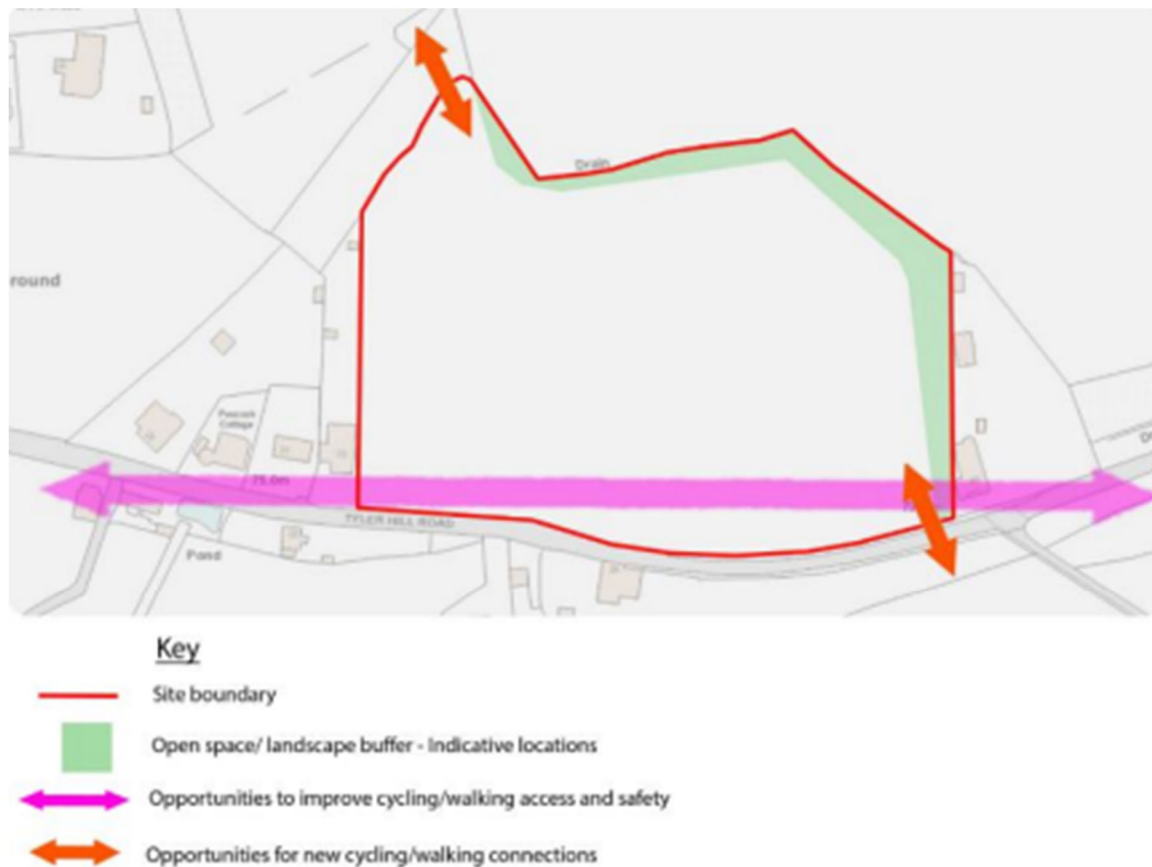 Drain
round
Peacock
Cottage
75.0m
TYLER HILL ROAD
Pond
Key
Site boundary
Open space/ landscape buffer - Indicative locations
Opportunities to improve cycling/walking access and safety
Opportunities for new cycling/walking connections